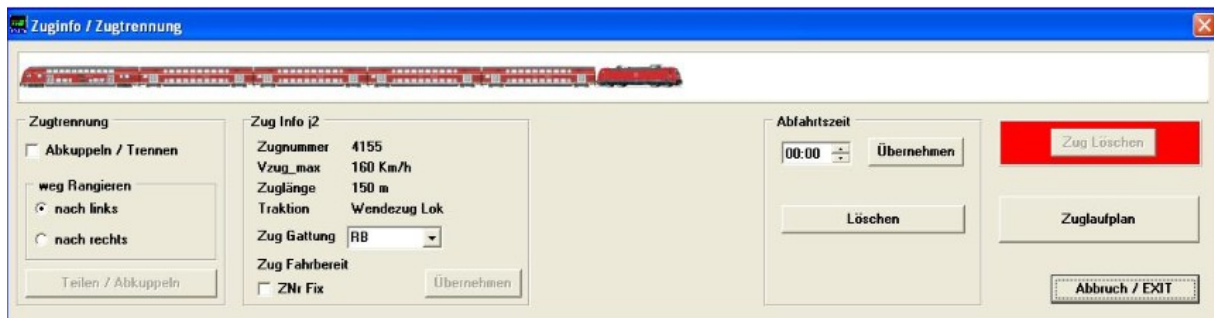 Zuginfo / Zugtrennung
Zugtrennung
Abkuppeln / Trennen
weg Rangieren
nach links
nach rechts
Teilen / Abkuppeln
Zug Info j2
Zugnummer 4155
Vzug_max 160 Km/h
Zuglänge 150 m
Traktion Wendezug Lok
Zug Gattung RB
Zug Fahrbereit
ZNr Fix
Übernehmen
Abfahrtszeit
00:00 Übernehmen
Löschen
Zug Löschen
Zuglaufplan
Abbruch / EXIT